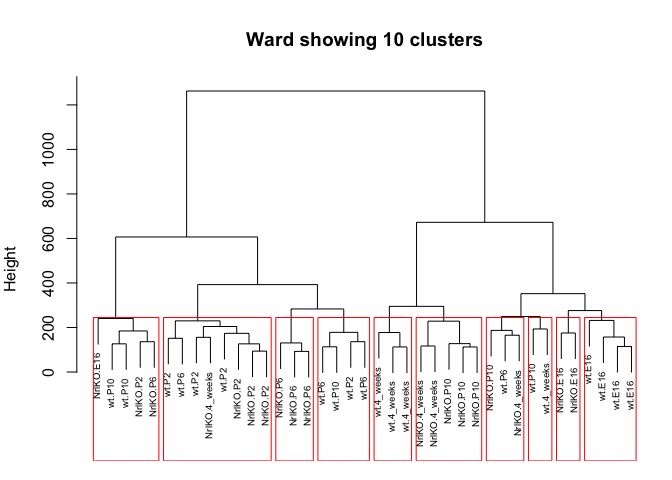 Ward showing 10 clusters
Height
0
200
400
600
800
1000
NrlKO.E16
wt.P10
wt.P10
NrlKO.P2
NrlKO.P6
wt.P2
wt.P6
wt.P2
NrlKO.4_weeks
wt.P2
NrlKO.P2
NrlKO.P2
NrlKO.P2
NrlKO.P6
NrlKO.P6
NrlKO.P6
wt.P6
wt.P10
wt.P2
wt.P6
wt.4_weeks
wt.4_weeks
wt.4_weeks
NrlKO.4_weeks
NrlKO.4_weeks
NrlKO.P10
NrlKO.P10
NrlKO.P10
NrlKO.P10
wt.P6
NrlKO.4_weeks
wt.P10
wt.4_weeks
NrlKO.E16
NrlKO.E16
wt.E16
wt.E16
wt.E16
wt.E16